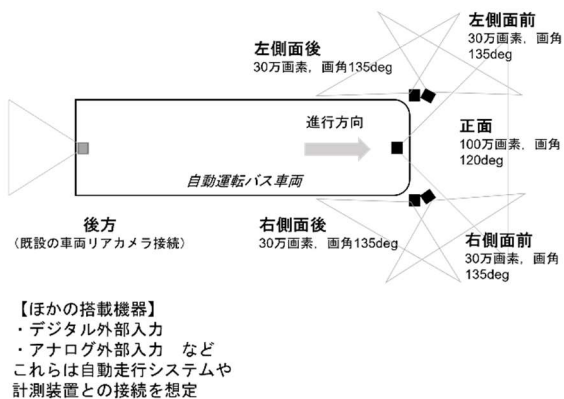 左側面前
30万画素，画角
135deg
左側面後
30万画素，画角135deg
進行方向
正面
100万画素，画角
120deg
自動運転バス車両
後方
（既設の車両リアカメラ接続）
右側面後
30万画素，画角135deg
右側面前
30万画素，画角
135deg
【ほかの搭載機器】
・デジタル外部入力
・アナログ外部入力　など
これらは自動走行システムや
計測装置との接続を想定